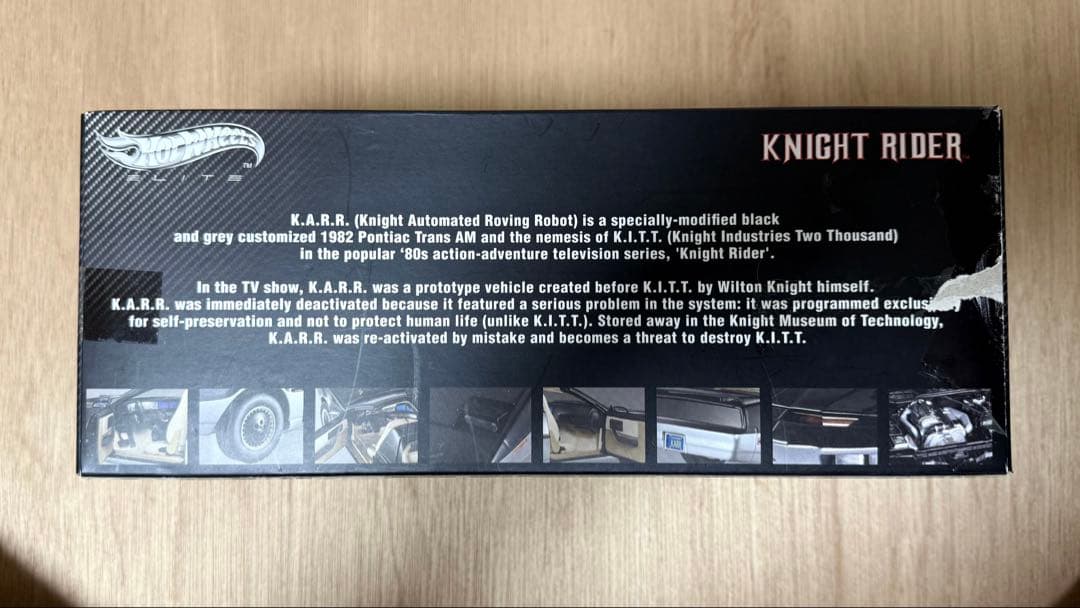 HOT WHEELS™
ELITE
KNIGHT RIDER
K.A.R.R. (Knight Automated Roving Robot) is a specially-modified black
and grey customized 1982 Pontiac Trans AM and the nemesis of K.I.T.T. (Knight Industries Two Thousand)
in the popular ‘80s action-adventure television series, 'Knight Rider'.
In the TV show, K.A.R.R. was a prototype vehicle created before K.I.T.T. by Wilton Knight himself.
K.A.R.R. was immediately deactivated because it featured a serious problem in the system: it was programmed
for self-preservation and not to protect human life (unlike K.I.T.T.). Stored away in the Knight Museum of Technology,
K.A.R.R. was re-activated by mistake and becomes a threat to destroy K.I.T.T.
KARR